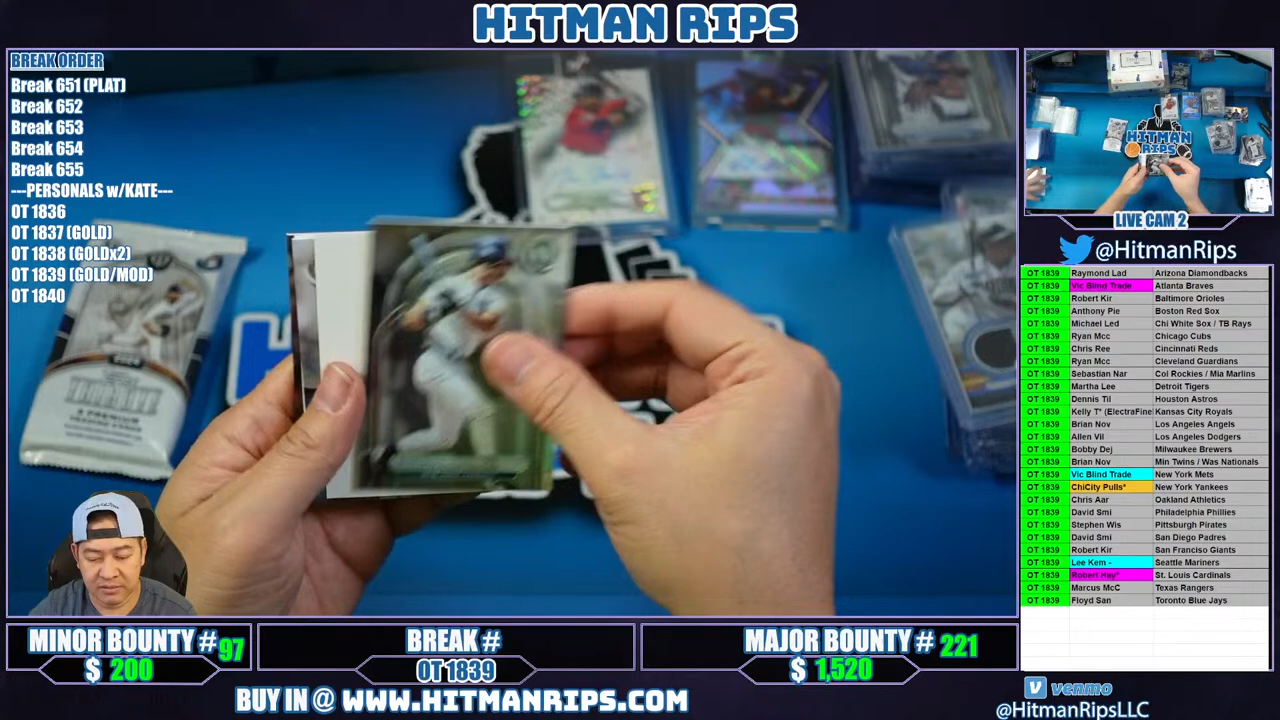 HITMAN RIPS
BREAK ORDER
Break 651 (PLAT)
Break 652
Break 653
Break 654
Break 655
---PERSONALS w/KATE---
OT 1836
OT 1837 (GOLD)
OT 1838 (GOLDx2)
OT 1839 (GOLD/MOD)
OT 1840
HITMAN
RIPS
LIVE CAM 2
@HitmanRips
OT 1839 Raymond Lad Arizona Diamondbacks
OT 1839 Vic Blind Trade Atlanta Braves
OT 1839 Robert Kir Baltimore Orioles
OT 1839 Anthony Pie Boston Red Sox
OT 1839 Michael Led Chi White Sox / TB Rays
OT 1839 Ryan Mcc Chicago Cubs
OT 1839 Chris Ree Cincinnati Reds
OT 1839 Ryan Mcc Cleveland Guardians
OT 1839 Sebastian Nar Col Rockies / Mia Marlins
OT 1839 Martha Lee Detroit Tigers
OT 1839 Dennis Til Houston Astros
OT 1839 Kelly T* (ElectraFine Kansas City Royals
OT 1839 Brian Nov Los Angeles Angels
OT 1839 Allen Vil Los Angeles Dodgers
OT 1839 Bobby Dej Milwaukee Brewers
OT 1839 Brian Nov Min Twins / Was Nationals
OT 1839 Vic Blind Trade New York Mets
OT 1839 ChiCity Pulls* New York Yankees
OT 1839 Chris Aar Oakland Athletics
OT 1839 David Smi Philadelphia Phillies
OT 1839 Stephen Wis Pittsburgh Pirates
OT 1839 David Smi San Diego Padres
OT 1839 Robert Kir San Franciso Giants
OT 1839 Lee Kem - Seattle Mariners
OT 1839 Robert Hay* St. Louis Cardinals
OT 1839 Marcus McC Texas Rangers
OT 1839 Floyd San Toronto Blue Jays
MINOR BOUNTY # 97
$ 200
BREAK #
OT 1839
MAJOR BOUNTY # 221
$ 1,520
BUY IN @ WWW.HITMANRIPS.COM
venmo
@HitmanRipsLLC